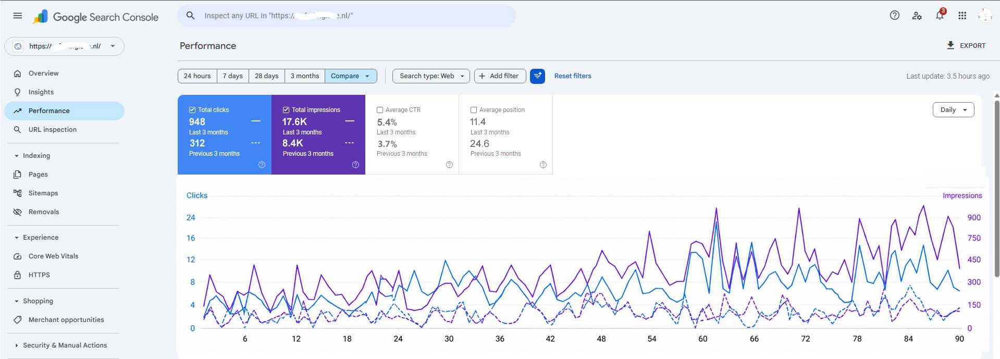 Google Search Console
Inspect any URL in "https:// .nl/"
3
https:// .nl/
Performance
EXPORT
Overview
Insights
Performance
URL inspection
Indexing
Pages
Sitemaps
Removals
Experience
Core Web Vitals
HTTPS
Shopping
Merchant opportunities
Security & Manual Actions
24 hours
7 days
28 days
3 months
Compare
Search type: Web
Add filter
Reset filters
Last update: 3.5 hours ago
Total clicks
948
Last 3 months
312
Previous 3 months
Total impressions
17.6K
Last 3 months
8.4K
Previous 3 months
Average CTR
5.4%
Last 3 months
3.7%
Previous 3 months
Average position
11.4
Last 3 months
24.6
Previous 3 months
Daily
Clicks
Impressions
24
900
16
750
12
450
8
300
4
150
0
0
6 12 18 24 30 36 42 48 54 60 66 72 78 84 90